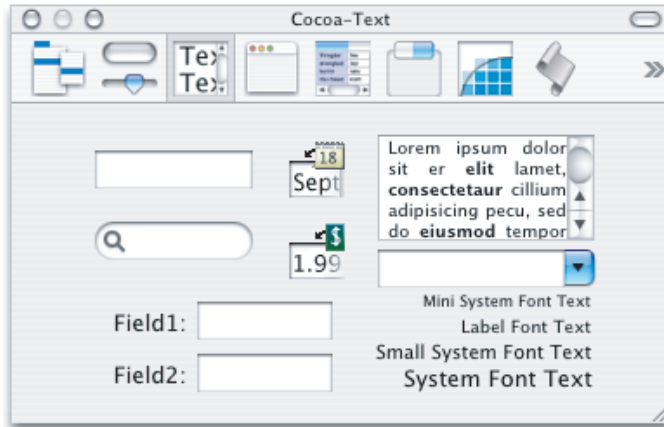 Cocoa-Text
Tex
Tex
18
Sept
1.99
Lorem ipsum dolor
sit er elit lamet,
consectetaur cillium
adipisicing pecu, sed
do eiusmod tempor
Mini System Font Text
Label Font Text
Small System Font Text
System Font Text
Field1:
Field2: